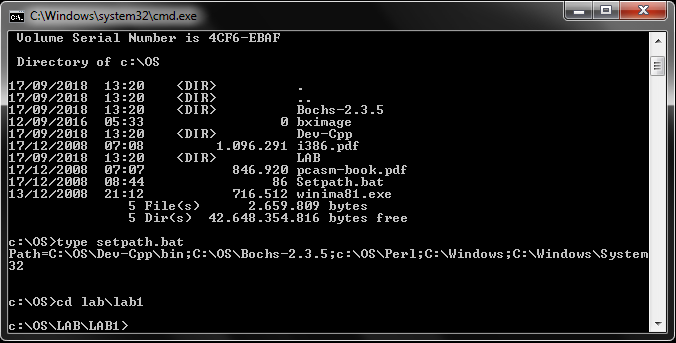 C:\Windows\system32\cmd.exe
Volume Serial Number is 4CF6-EBAF
Directory of c:\OS
17/09/2018 13:20 <DIR> .
17/09/2018 13:20 <DIR> ..
17/09/2018 13:20 <DIR> Bochs-2.3.5
12/09/2016 05:33 0 bximage
17/09/2018 13:20 <DIR> Dev-Cpp
17/12/2008 07:08 1.096.291 i386.pdf
17/09/2018 13:20 <DIR> LAB
17/12/2008 07:07 846.920 pcasm-book.pdf
17/12/2008 08:44 86 Setpath.bat
13/12/2008 21:12 716.512 winima81.exe
5 File(s) 2.659.809 bytes
5 Dir(s) 42.648.354.816 bytes free
c:\OS>type setpath.bat
Path=C:\OS\Dev-Cpp\bin;C:\OS\Bochs-2.3.5;c:\OS\Perl;C:\Windows;C:\Windows\System
32
c:\OS>cd lab\lab1
c:\OS\LAB\LAB1>